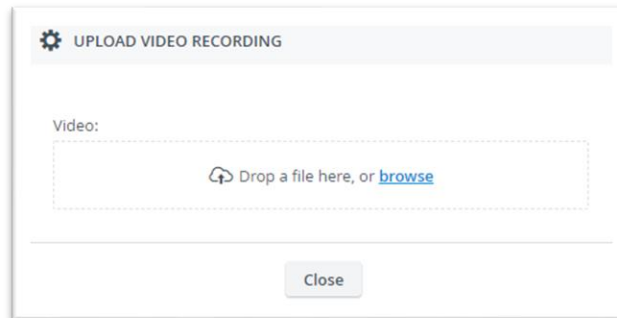 UPLOAD VIDEO RECORDING
Video:
Drop a file here, or browse
Close